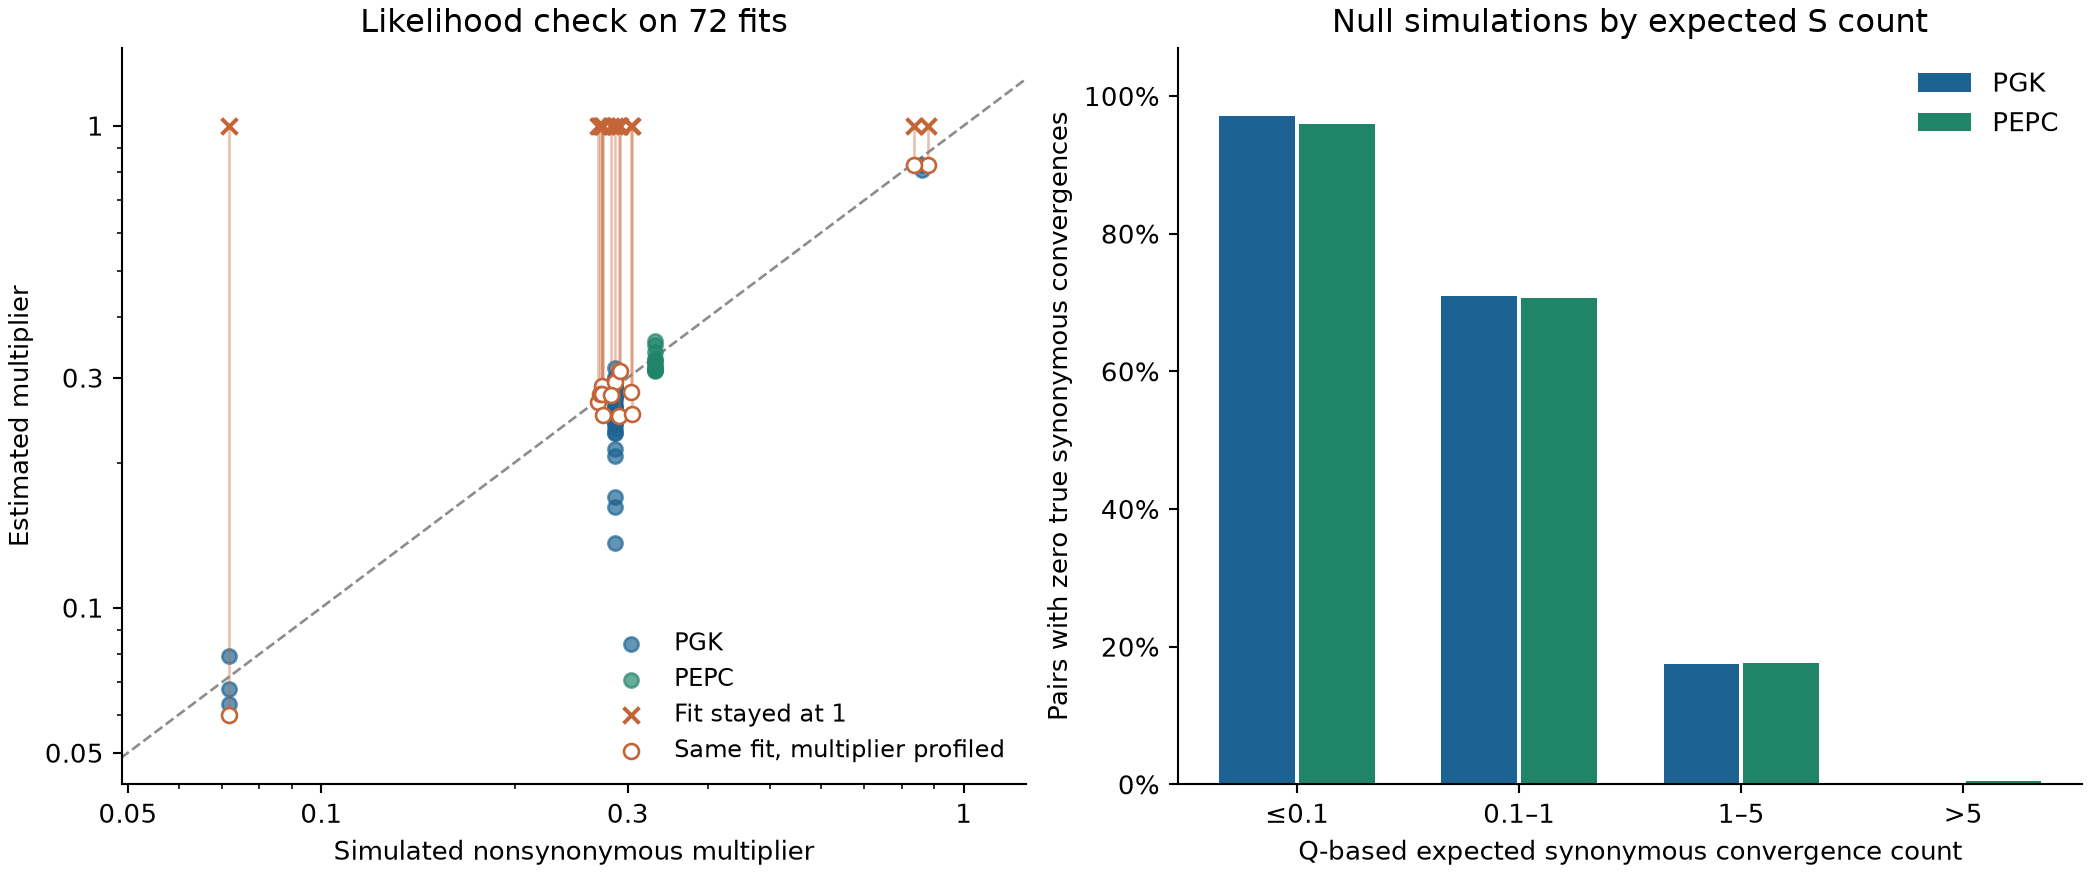 Likelihood check on 72 fits
Estimated multiplier
1
0.3
0.1
0.05
PGK
PEPC
Fit stayed at 1
Same fit, multiplier profiled
0.05
0.1
0.3
1
Simulated nonsynonymous multiplier
Null simulations by expected S count
Pairs with zero true synonymous convergences
100%
80%
60%
40%
20%
0%
PGK
PEPC
≤0.1
0.1–1
1–5
>5
Q-based expected synonymous convergence count